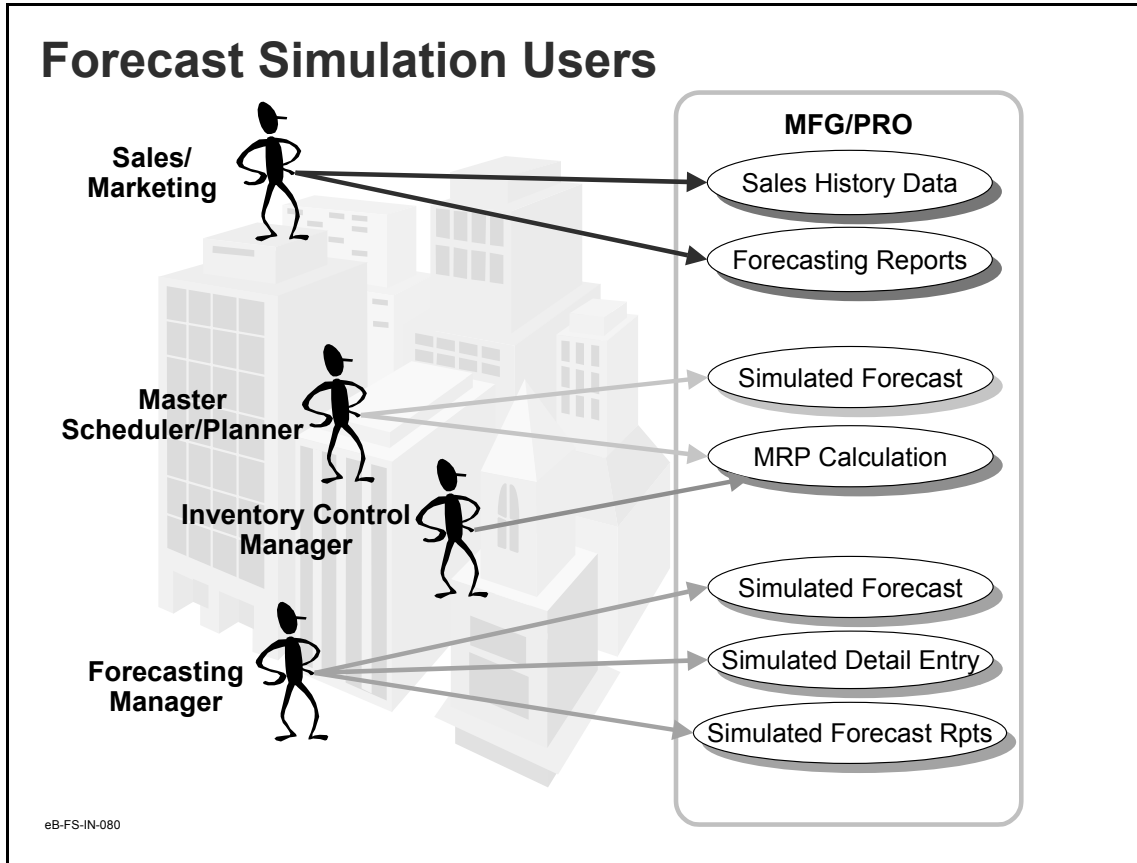 Forecast Simulation Users
MFG/PRO
Sales/
Marketing
Sales History Data
Forecasting Reports
Master
Scheduler/Planner
Simulated Forecast
MRP Calculation
Inventory Control
Manager
Forecasting
Manager
Simulated Forecast
Simulated Detail Entry
Simulated Forecast Rpts
eB-FS-IN-080